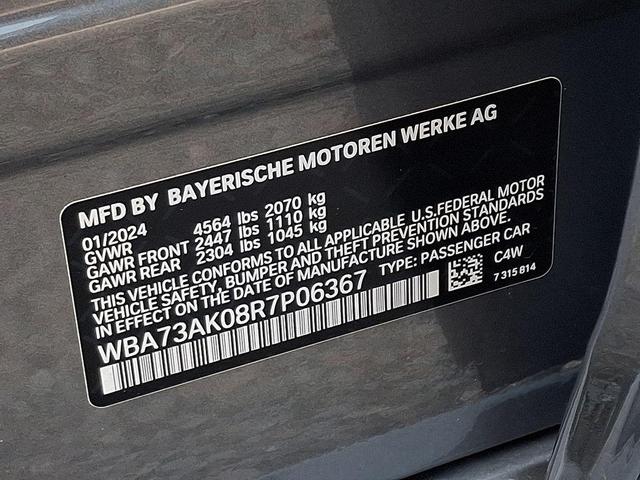 MFD BY BAYERISCHE MOTOREN WERKE AG
01/2024
GVWR 4564 lbs 2070 kg
GAWR FRONT 2447 lbs 1110 kg
GAWR REAR 2304 lbs 1045 kg
THIS VEHICLE CONFORMS TO ALL APPLICABLE U.S.FEDERAL MOTOR
VEHICLE SAFETY, BUMPER AND THEFT PREVENTION STANDARDS
IN EFFECT ON THE DATE OF MANUFACTURE SHOWN ABOVE.
WBA73AK08R7P06367 TYPE: PASSENGER CAR
C4W
7 315 814